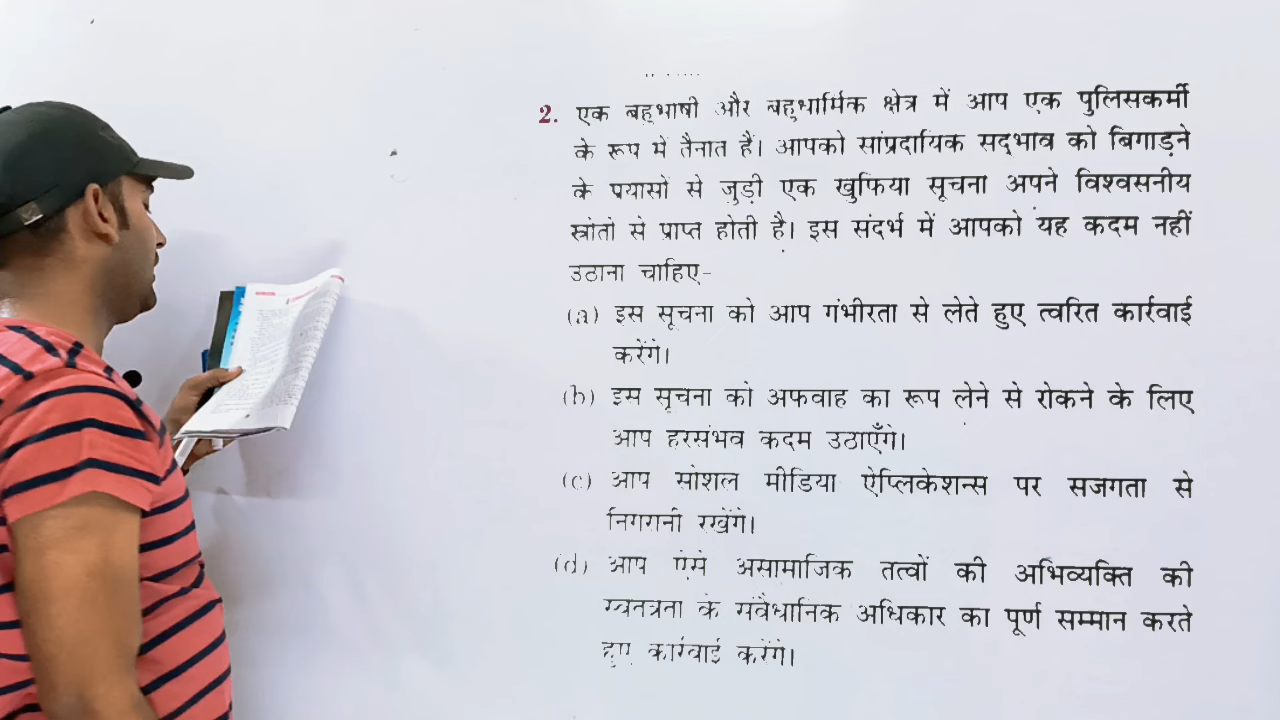 2. एक बहुभाषी और बहुधार्मिक क्षेत्र में आप एक पुलिसकर्मी
के रूप में तैनात हैं। आपको सांप्रदायिक सद्भाव को बिगाड़ने
के प्रयासों से जुड़ी एक खुफिया सूचना अपने विश्वसनीय
स्त्रोतों से प्राप्त होती है। इस संदर्भ में आपको यह कदम नहीं
उठाना चाहिए-
(a) इस सूचना को आप गंभीरता से लेते हुए त्वरित कार्रवाई
करेंगे।
(b) इस सूचना को अफवाह का रूप लेने से रोकने के लिए
आप हरसंभव कदम उठाएँगे।
(c) आप सोशल मीडिया ऐप्लिकेशन्स पर सजगता से
निगरानी रखेंगे।
(d) आप ऐसे असामाजिक तत्वों की अभिव्यक्ति की
स्वतंत्रता के संवैधानिक अधिकार का पूर्ण सम्मान करते
हुए कार्रवाई करेंगे।